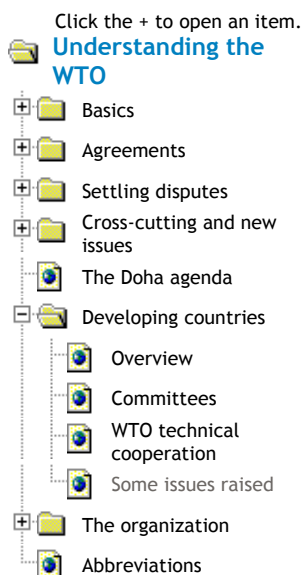 Click the + to open an item.
Understanding the
WTO
Basics
Agreements
Settling disputes
Cross-cutting and new
issues
The Doha agenda
Developing countries
Overview
Committees
WTO technical
cooperation
Some issues raised
The organization
Abbreviations